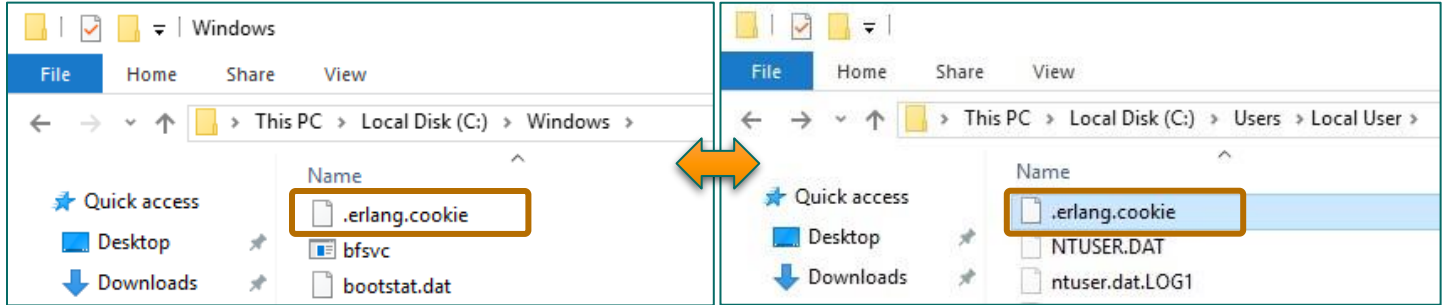 Windows
File Home Share View
This PC > Local Disk (C:) > Windows >
Name
Quick access
.erlang.cookie
Desktop
bfsvc
Downloads
bootstat.dat
File Home Share View
This PC > Local Disk (C:) > Users > Local User >
Name
Quick access
.erlang.cookie
Desktop
NTUSER.DAT
Downloads
ntuser.dat.LOG1